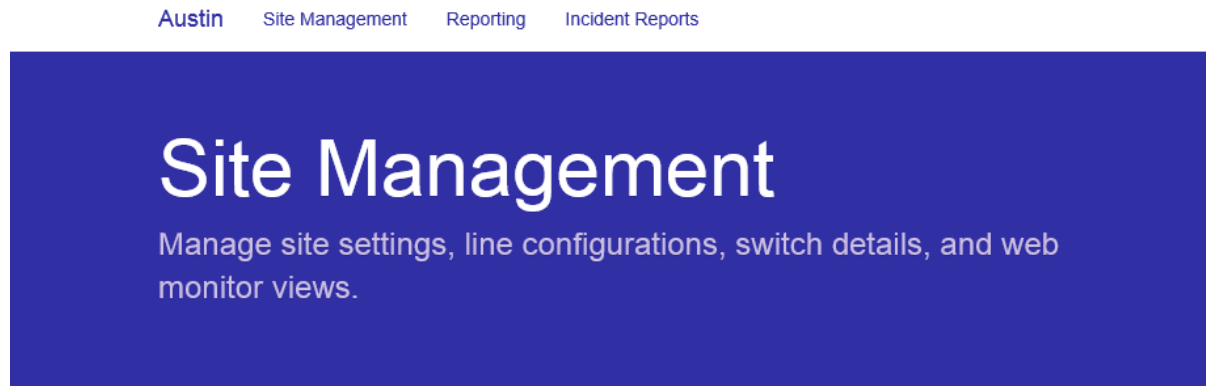 Austin Site Management Reporting Incident Reports
Site Management
Manage site settings, line configurations, switch details, and web
monitor views.